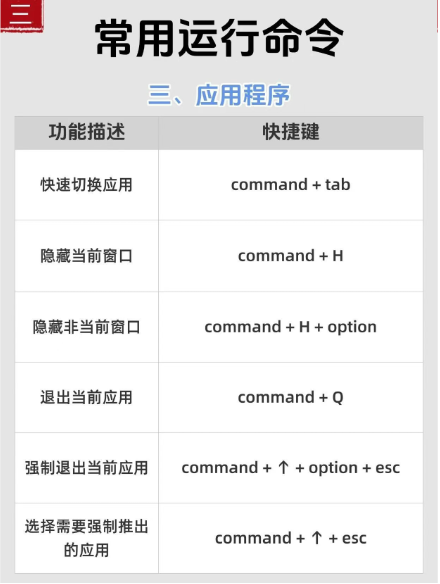 三
常用运行命令
三、应用程序
功能描述 快捷键
快速切换应用 command + tab
隐藏当前窗口 command + H
隐藏非当前窗口 command + H + option
退出当前应用 command + Q
强制退出当前应用 command + ↑ + option + esc
选择需要强制推出
的应用 command + ↑ + esc